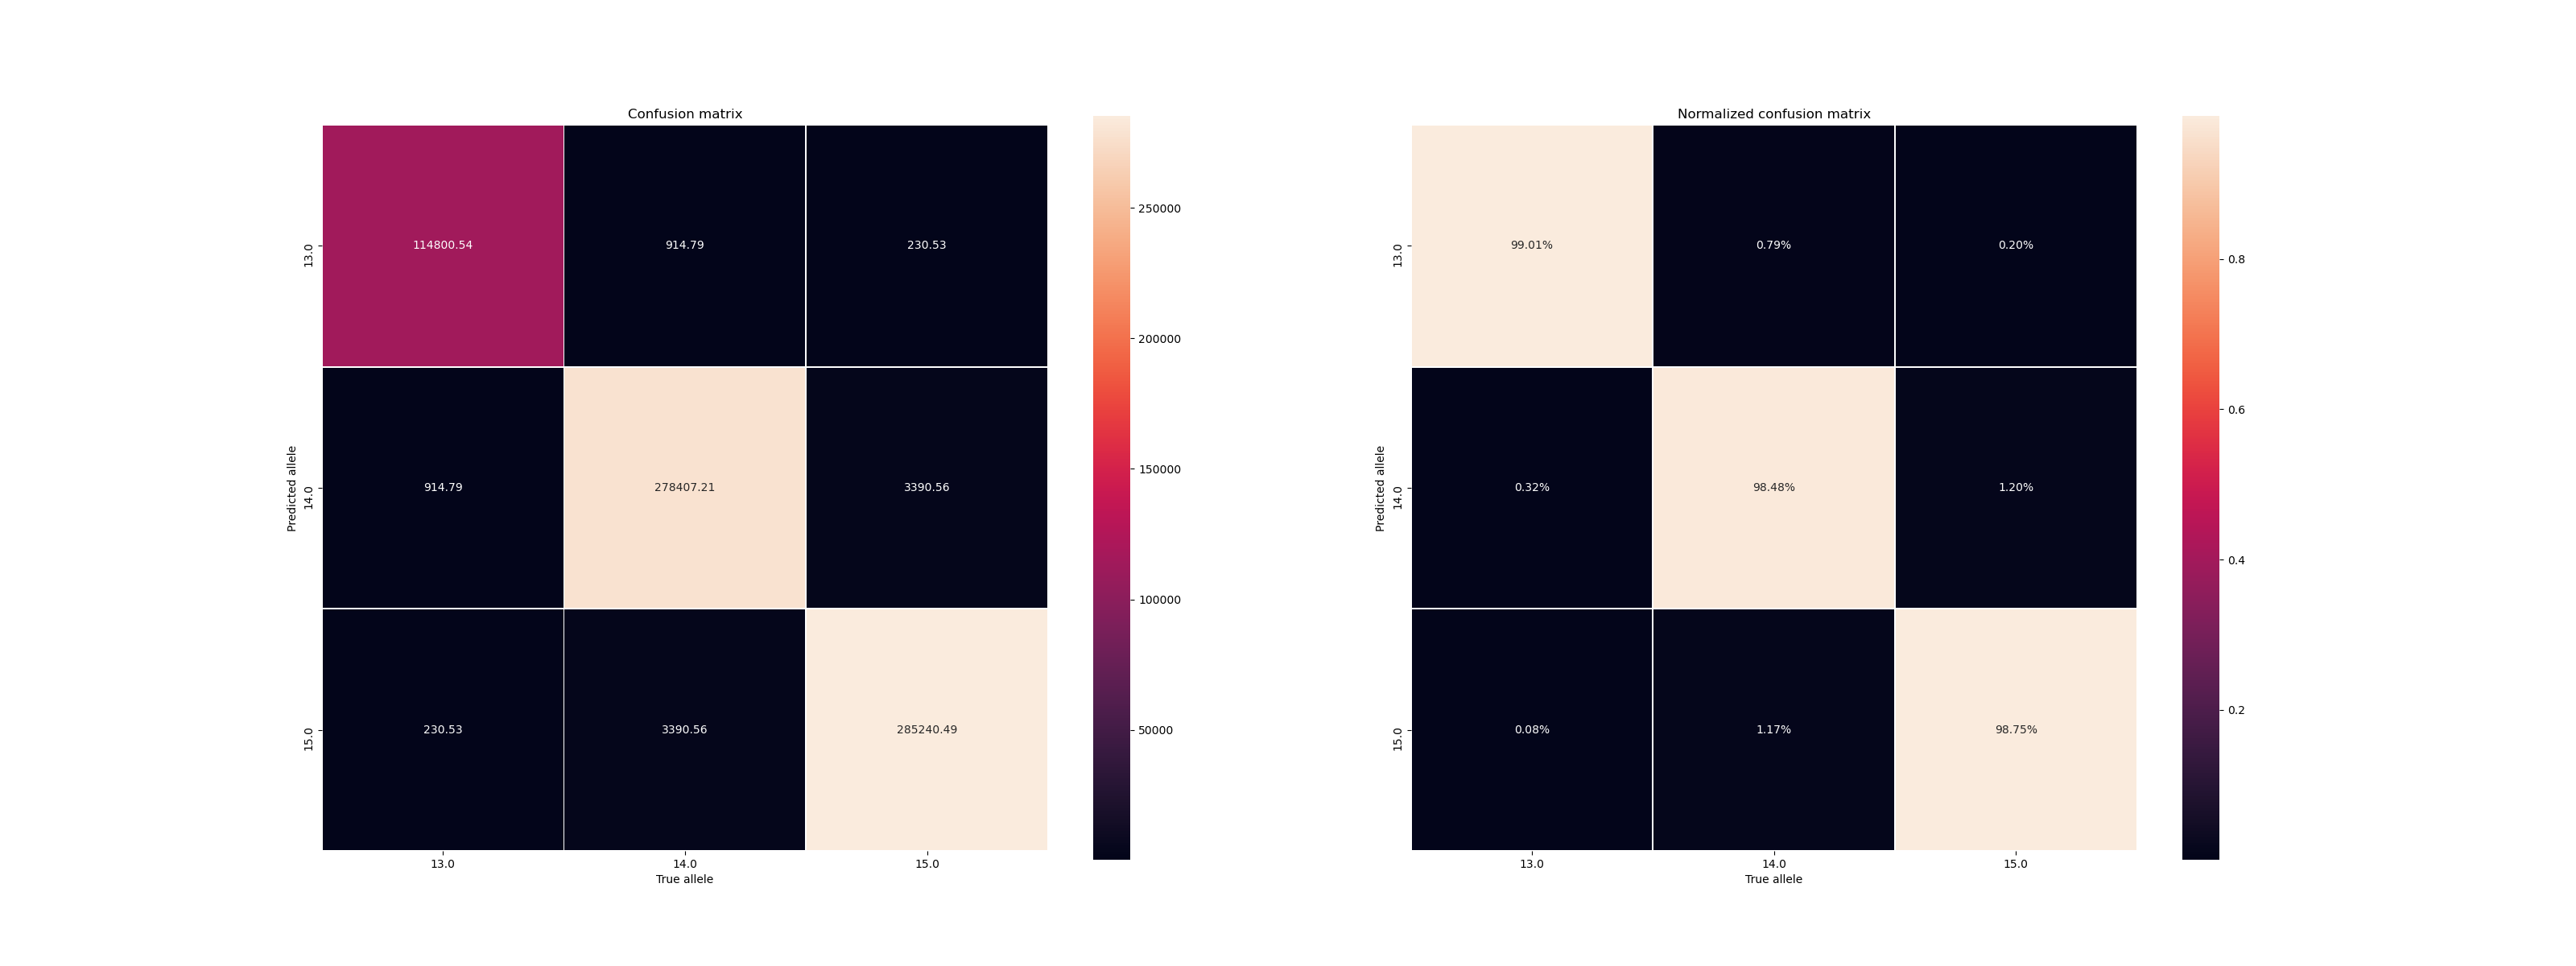 Confusion matrix
114800.54 914.79 230.53
914.79 278407.21 3390.56
230.53 3390.56 285240.49
13.0
14.0
15.0
Predicted allele
13.0 14.0 15.0
True allele
250000
200000
150000
100000
50000
Normalized confusion matrix
99.01% 0.79% 0.20%
0.32% 98.48% 1.20%
0.08% 1.17% 98.75%
13.0
14.0
15.0
Predicted allele
13.0 14.0 15.0
True allele
0.8
0.6
0.4
0.2